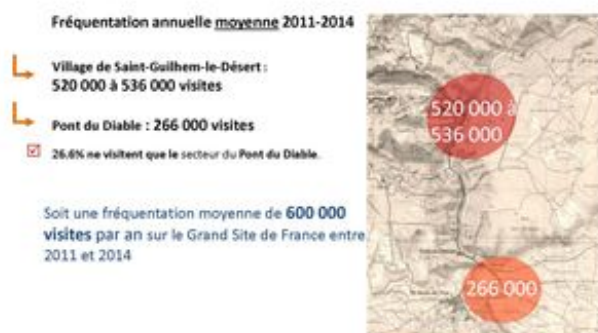 Fréquentation annuelle moyenne 2011-2014
Village de Saint-Guilhem-le-Désert :
520 000 à 536 000 visites
Pont du Diable : 266 000 visites
26.6% ne visitent que le secteur du Pont du Diable.
Soit une fréquentation moyenne de 600 000
visites par an sur le Grand Site de France entre
2011 et 2014
520 000 à
536 000
266 000